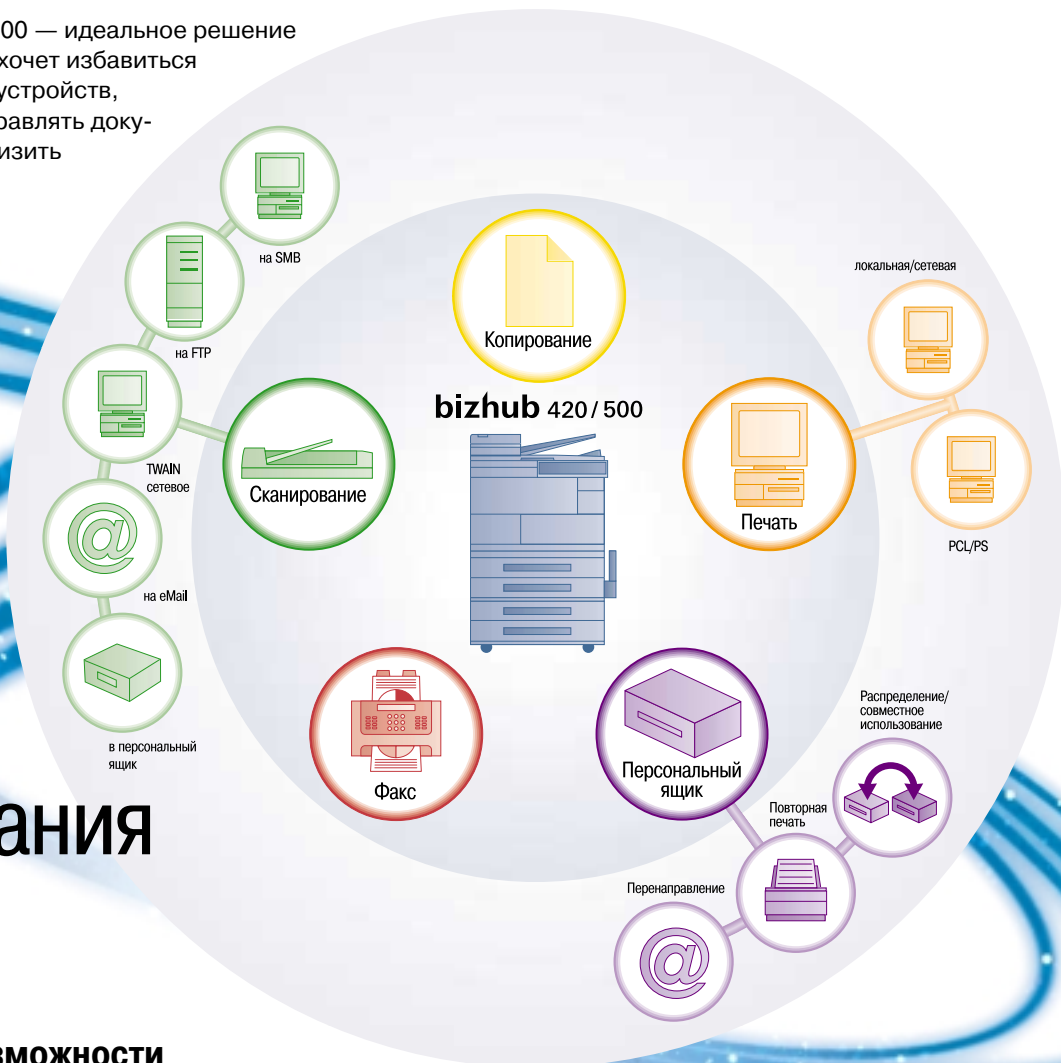 00 — идеальное решение
хочет избавиться
устройств,
равлять доку-
изить
на SMB
на FTP
TWAIN
сетевое
на eMail
в персональный
ящик
Сканирование
Копирование
bizhub 420/500
локальная/сетевая
Печать
PCL/PS
Факс
Персональный
ящик
Распределение/
совместное
использование
Повторная
печать
Перенаправление
ания
зможности